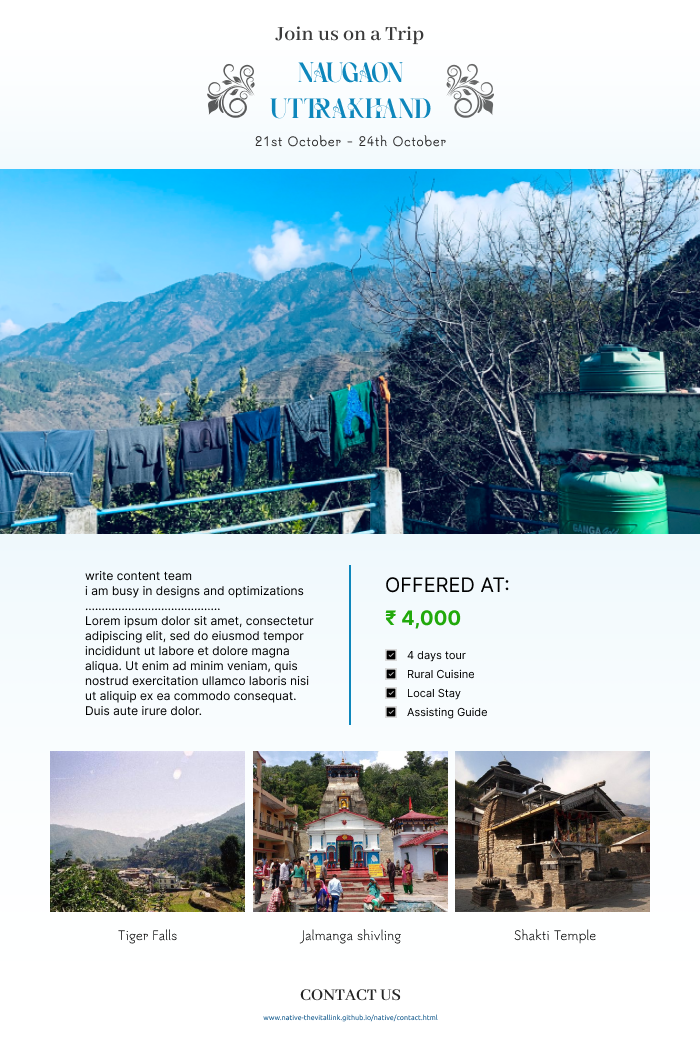 Join us on a Trip
NAUGAON
UTTRAKHAND
21st October - 24th October
GANGA
write content team
i am busy in designs and optimizations
.........................................
Lorem ipsum dolor sit amet, consectetur
adipiscing elit, sed do eiusmod tempor
incididunt ut labore et dolore magna
aliqua. Ut enim ad minim veniam, quis
nostrud exercitation ullamco laboris nisi
ut aliquip ex ea commodo consequat.
Duis aute irure dolor.
OFFERED AT:
₹ 4,000
4 days tour
Rural Cuisine
Local Stay
Assisting Guide
Tiger Falls
Jalmanga shivling
Shakti Temple
CONTACT US
www.native-thevitallink.github.io/native/contact.html